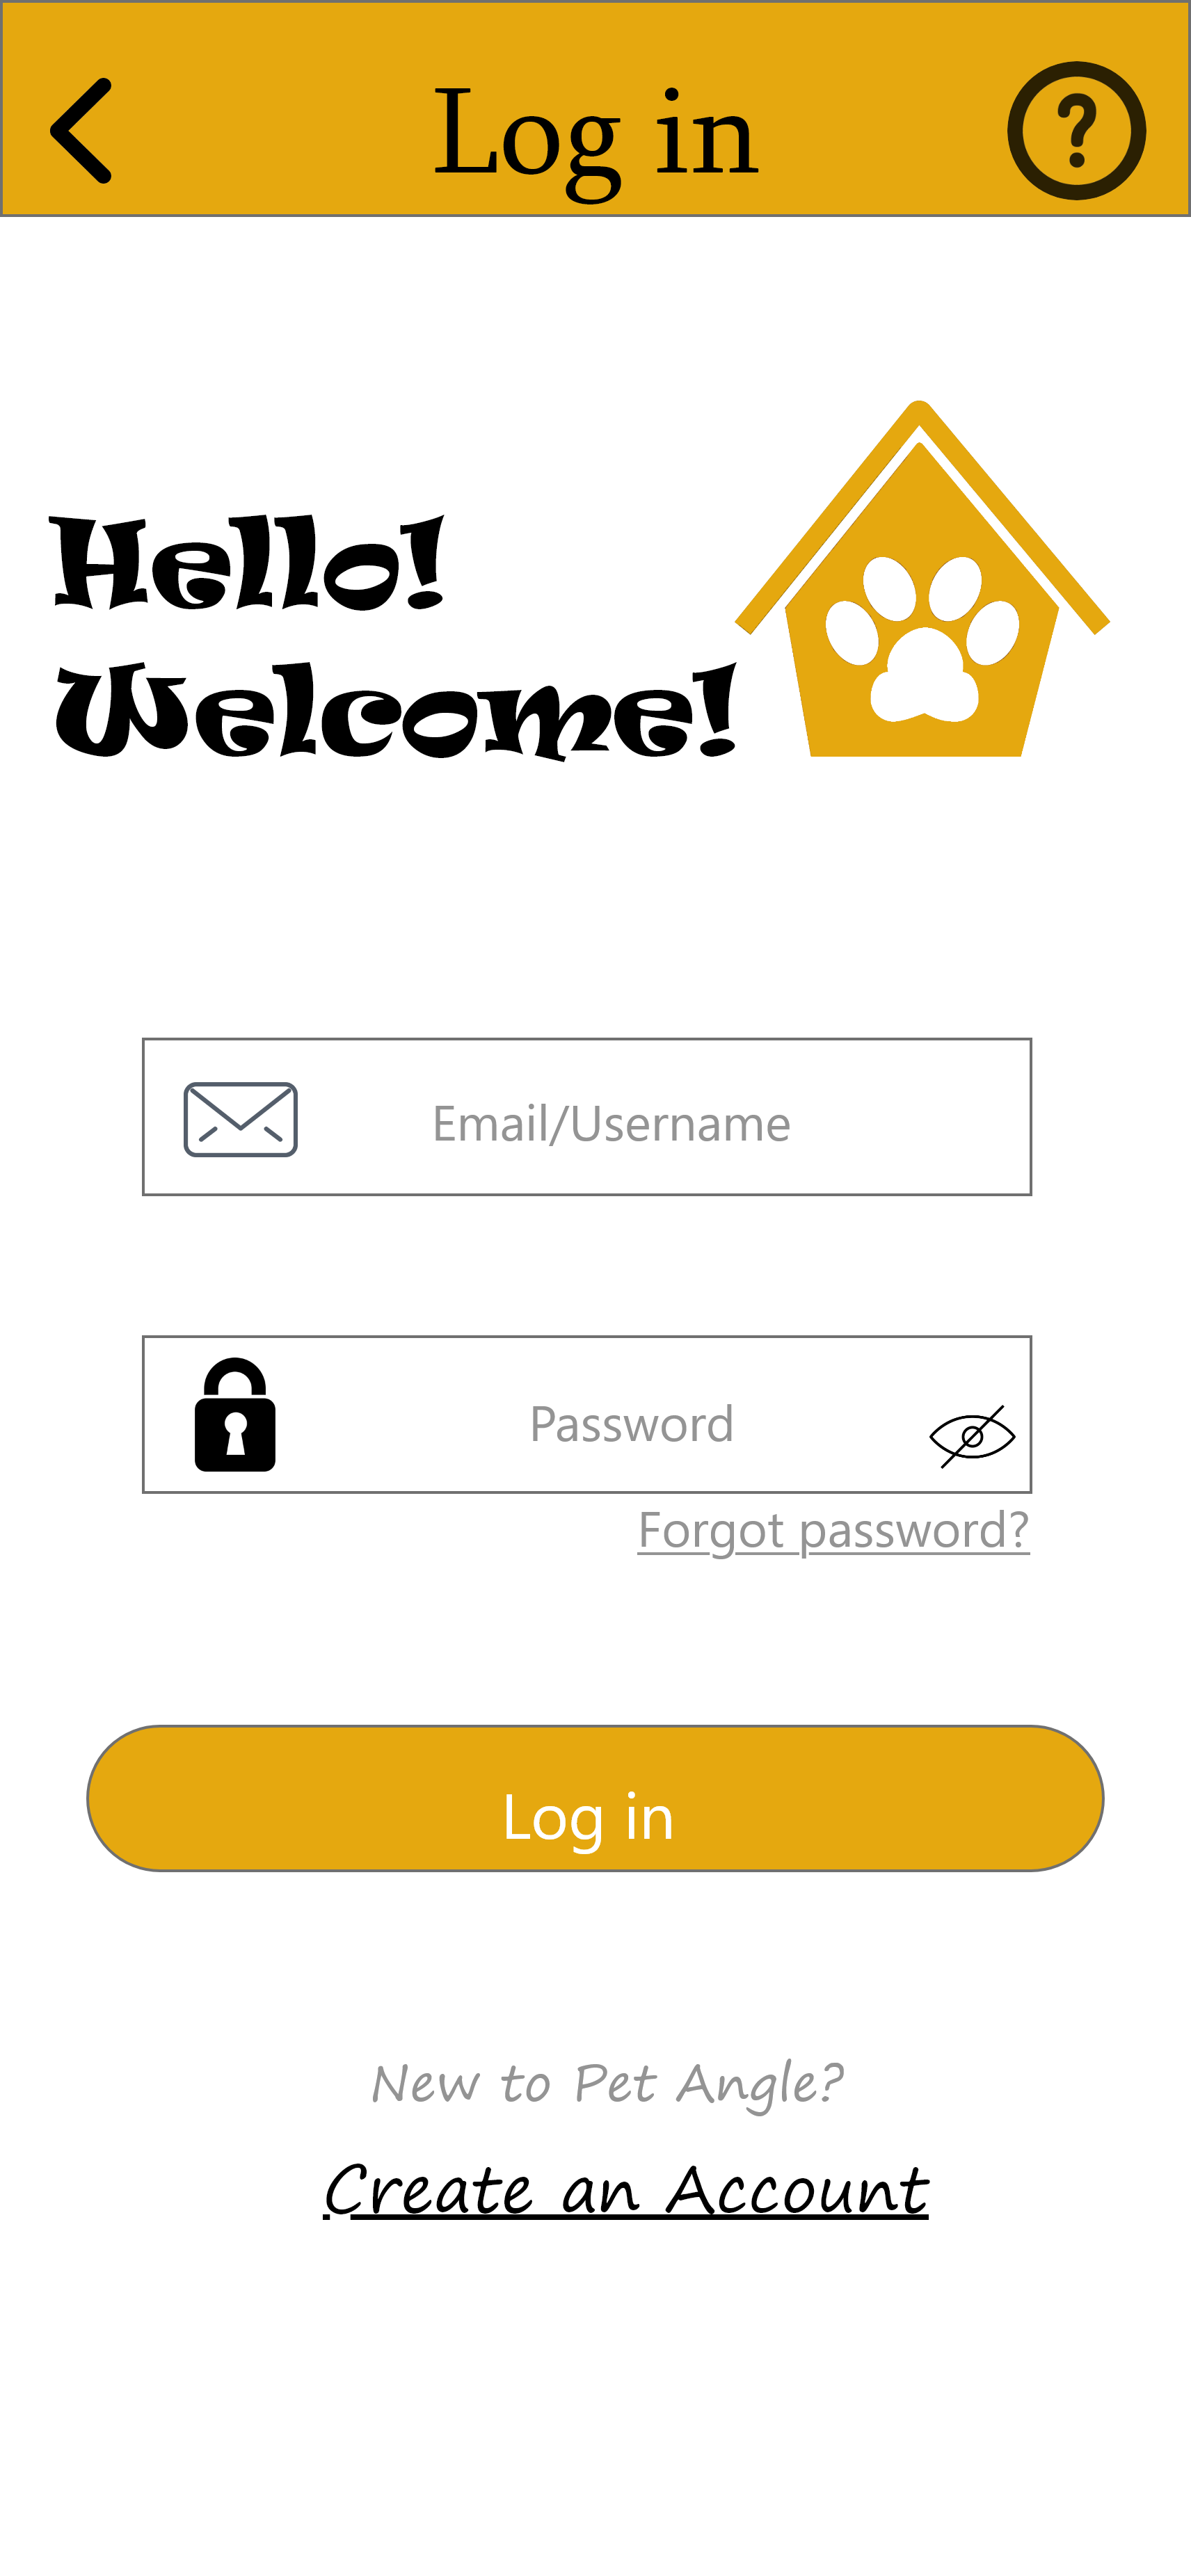 Log in
?
Hello!
Welcome!
Email/Username
Password
Forgot password?
Log in
New to Pet Angle?
Create an Account